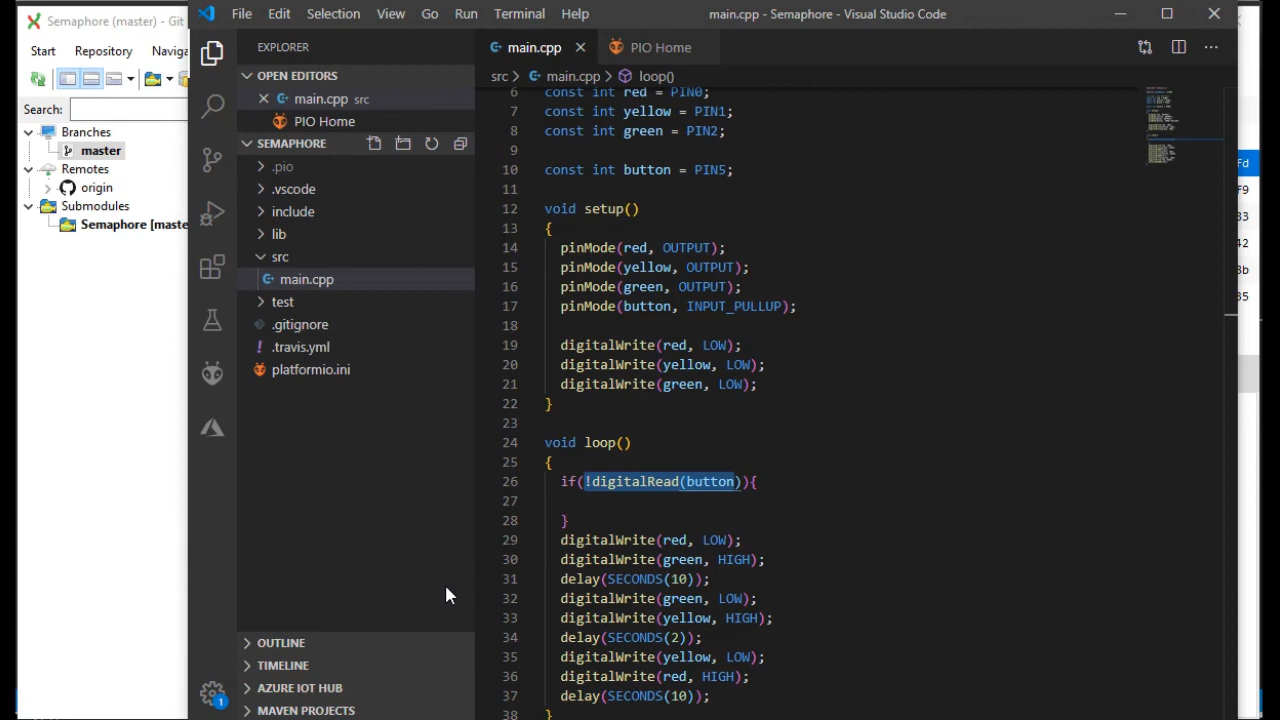 Semaphore (master) - Git
File Edit Selection View Go Run Terminal Help
main.cpp - Semaphore - Visual Studio Code
Start Repository Naviga
Search:
Branches
master
Remotes
origin
Submodules
Semaphore [maste
EXPLORER
OPEN EDITORS
main.cpp src
PIO Home
SEMAPHORE
.pio
.vscode
include
lib
src
main.cpp
test
.gitignore
.travis.yml
platformio.ini
OUTLINE
TIMELINE
AZURE IOT HUB
MAVEN PROJECTS
1
main.cpp
PIO Home
src > main.cpp > loop()
6 const int red = PIN0;
7 const int yellow = PIN1;
8 const int green = PIN2;
9
10 const int button = PIN5;
11
12 void setup()
13 {
14 pinMode(red, OUTPUT);
15 pinMode(yellow, OUTPUT);
16 pinMode(green, OUTPUT);
17 pinMode(button, INPUT_PULLUP);
18
19 digitalWrite(red, LOW);
20 digitalWrite(yellow, LOW);
21 digitalWrite(green, LOW);
22 }
23
24 void loop()
25 {
26 if(!digitalRead(button)){
27
28 }
29 digitalWrite(red, LOW);
30 digitalWrite(green, HIGH);
31 delay(SECONDS(10));
32 digitalWrite(green, LOW);
33 digitalWrite(yellow, HIGH);
34 delay(SECONDS(2));
35 digitalWrite(yellow, LOW);
36 digitalWrite(red, HIGH);
37 delay(SECONDS(10));
38 }